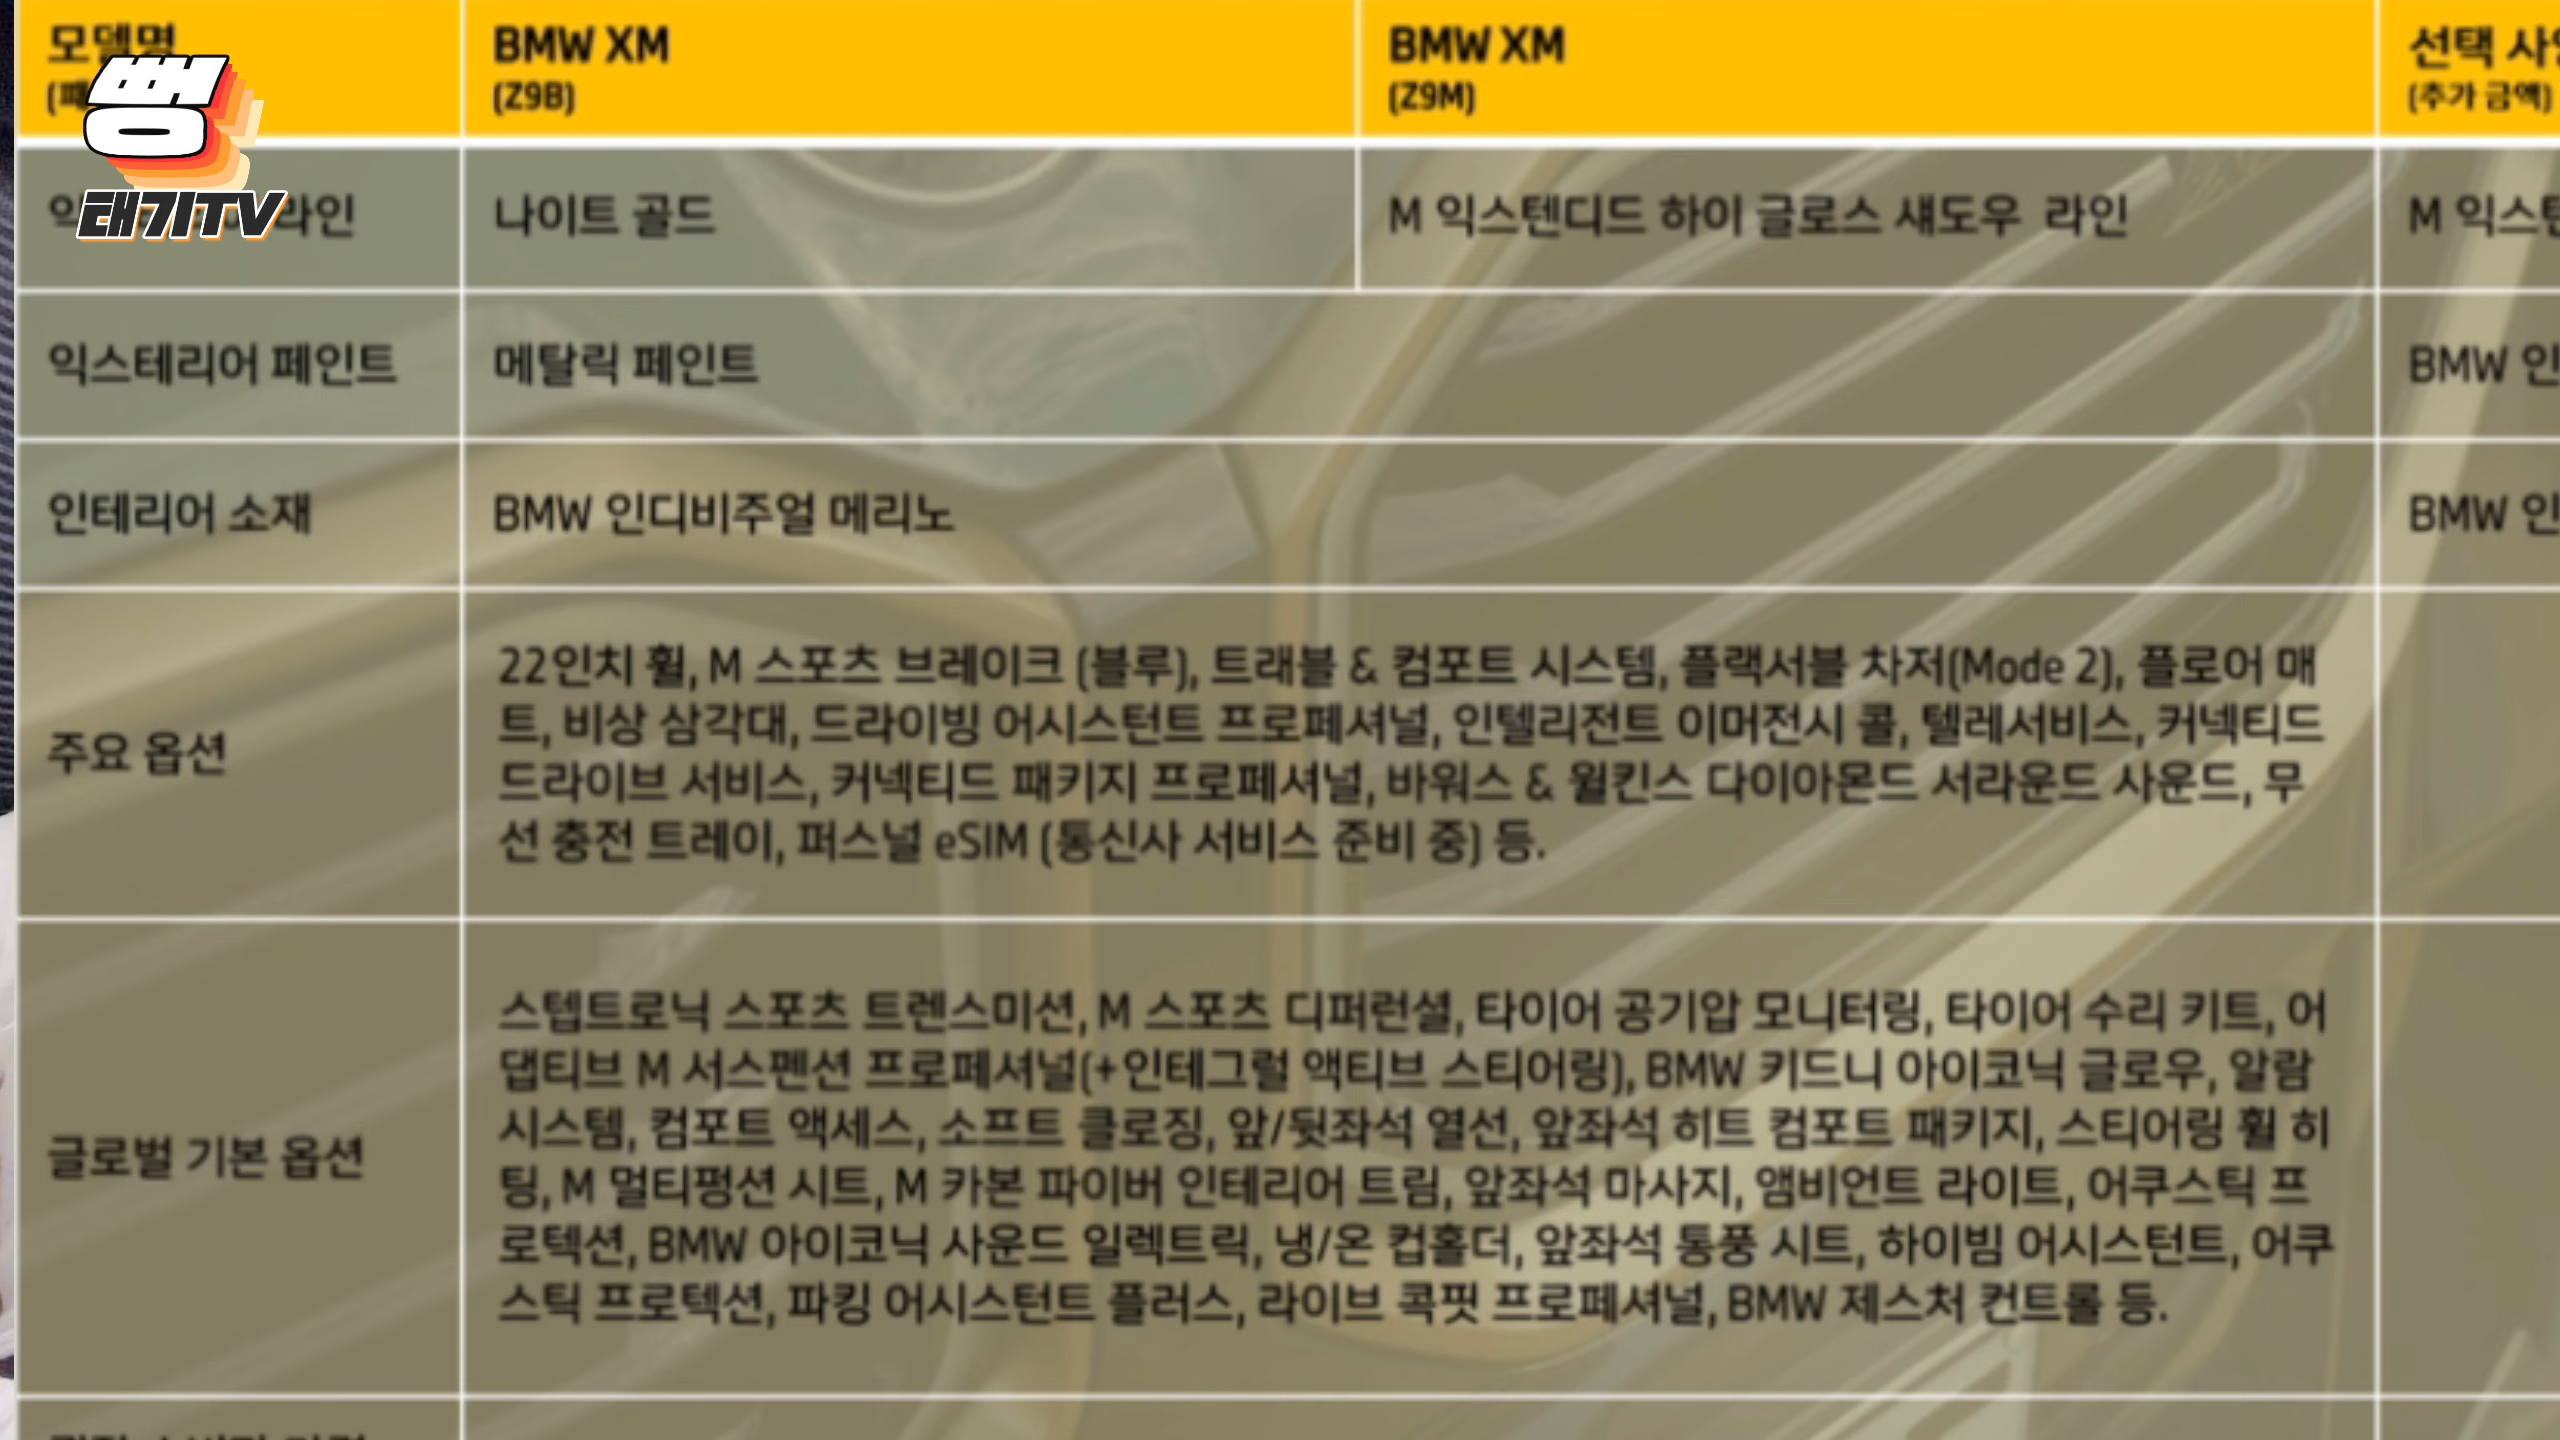 모델명
BMW XM
BMW XM
선택
(Z9B)
(Z9M)
(추가 금액)
태기TV
라인
나이트 골드
M 익스텐디드 하이 글로스 섀도우 라인
M
익스테리어 페인트
메탈릭 페인트
BMW
인테리어 소재
BMW 인디비주얼 메리노
BMW
주요 옵션
22인치 휠, M 스포츠 브레이크 (블루), 트래블 & 컴포트 시스템, 플랙서블 차저(Mode 2), 플로어 매
트, 비상 삼각대, 드라이빙 어시스턴트 프로페셔널, 인텔리전트 이머전시 콜, 텔레서비스, 커넥티드
드라이브 서비스, 커넥티드 패키지 프로페셔널, 바워스 & 윌킨스 다이아몬드 서라운드 사운드, 무
선 충전 트레이, 퍼스널 eSIM (통신사 서비스 준비 중) 등.
글로벌 기본 옵션
스텝트로닉 스포츠 트렌스미션, M 스포츠 디퍼런셜, 타이어 공기압 모니터링, 타이어 수리 키트, 어
댑티브 M 서스펜션 프로페셔널(+인테그럴 액티브 스티어링), BMW 키드니 아이코닉 글로우, 알람
시스템, 컴포트 액세스, 소프트 클로징, 앞/뒷좌석 열선, 앞좌석 히트 컴포트 패키지, 스티어링 휠 히
팅, M 멀티펑션 시트, M 카본 파이버 인테리어 트림, 앞좌석 마사지, 앰비언트 라이트, 어쿠스틱 프
로텍션, BMW 아이코닉 사운드 일렉트릭, 냉/온 컵홀더, 앞좌석 통풍 시트, 하이빔 어시스턴트, 어쿠
스틱 프로텍션, 파킹 어시스턴트 플러스, 라이브 콕핏 프로페셔널, BMW 제스처 컨트롤 등.